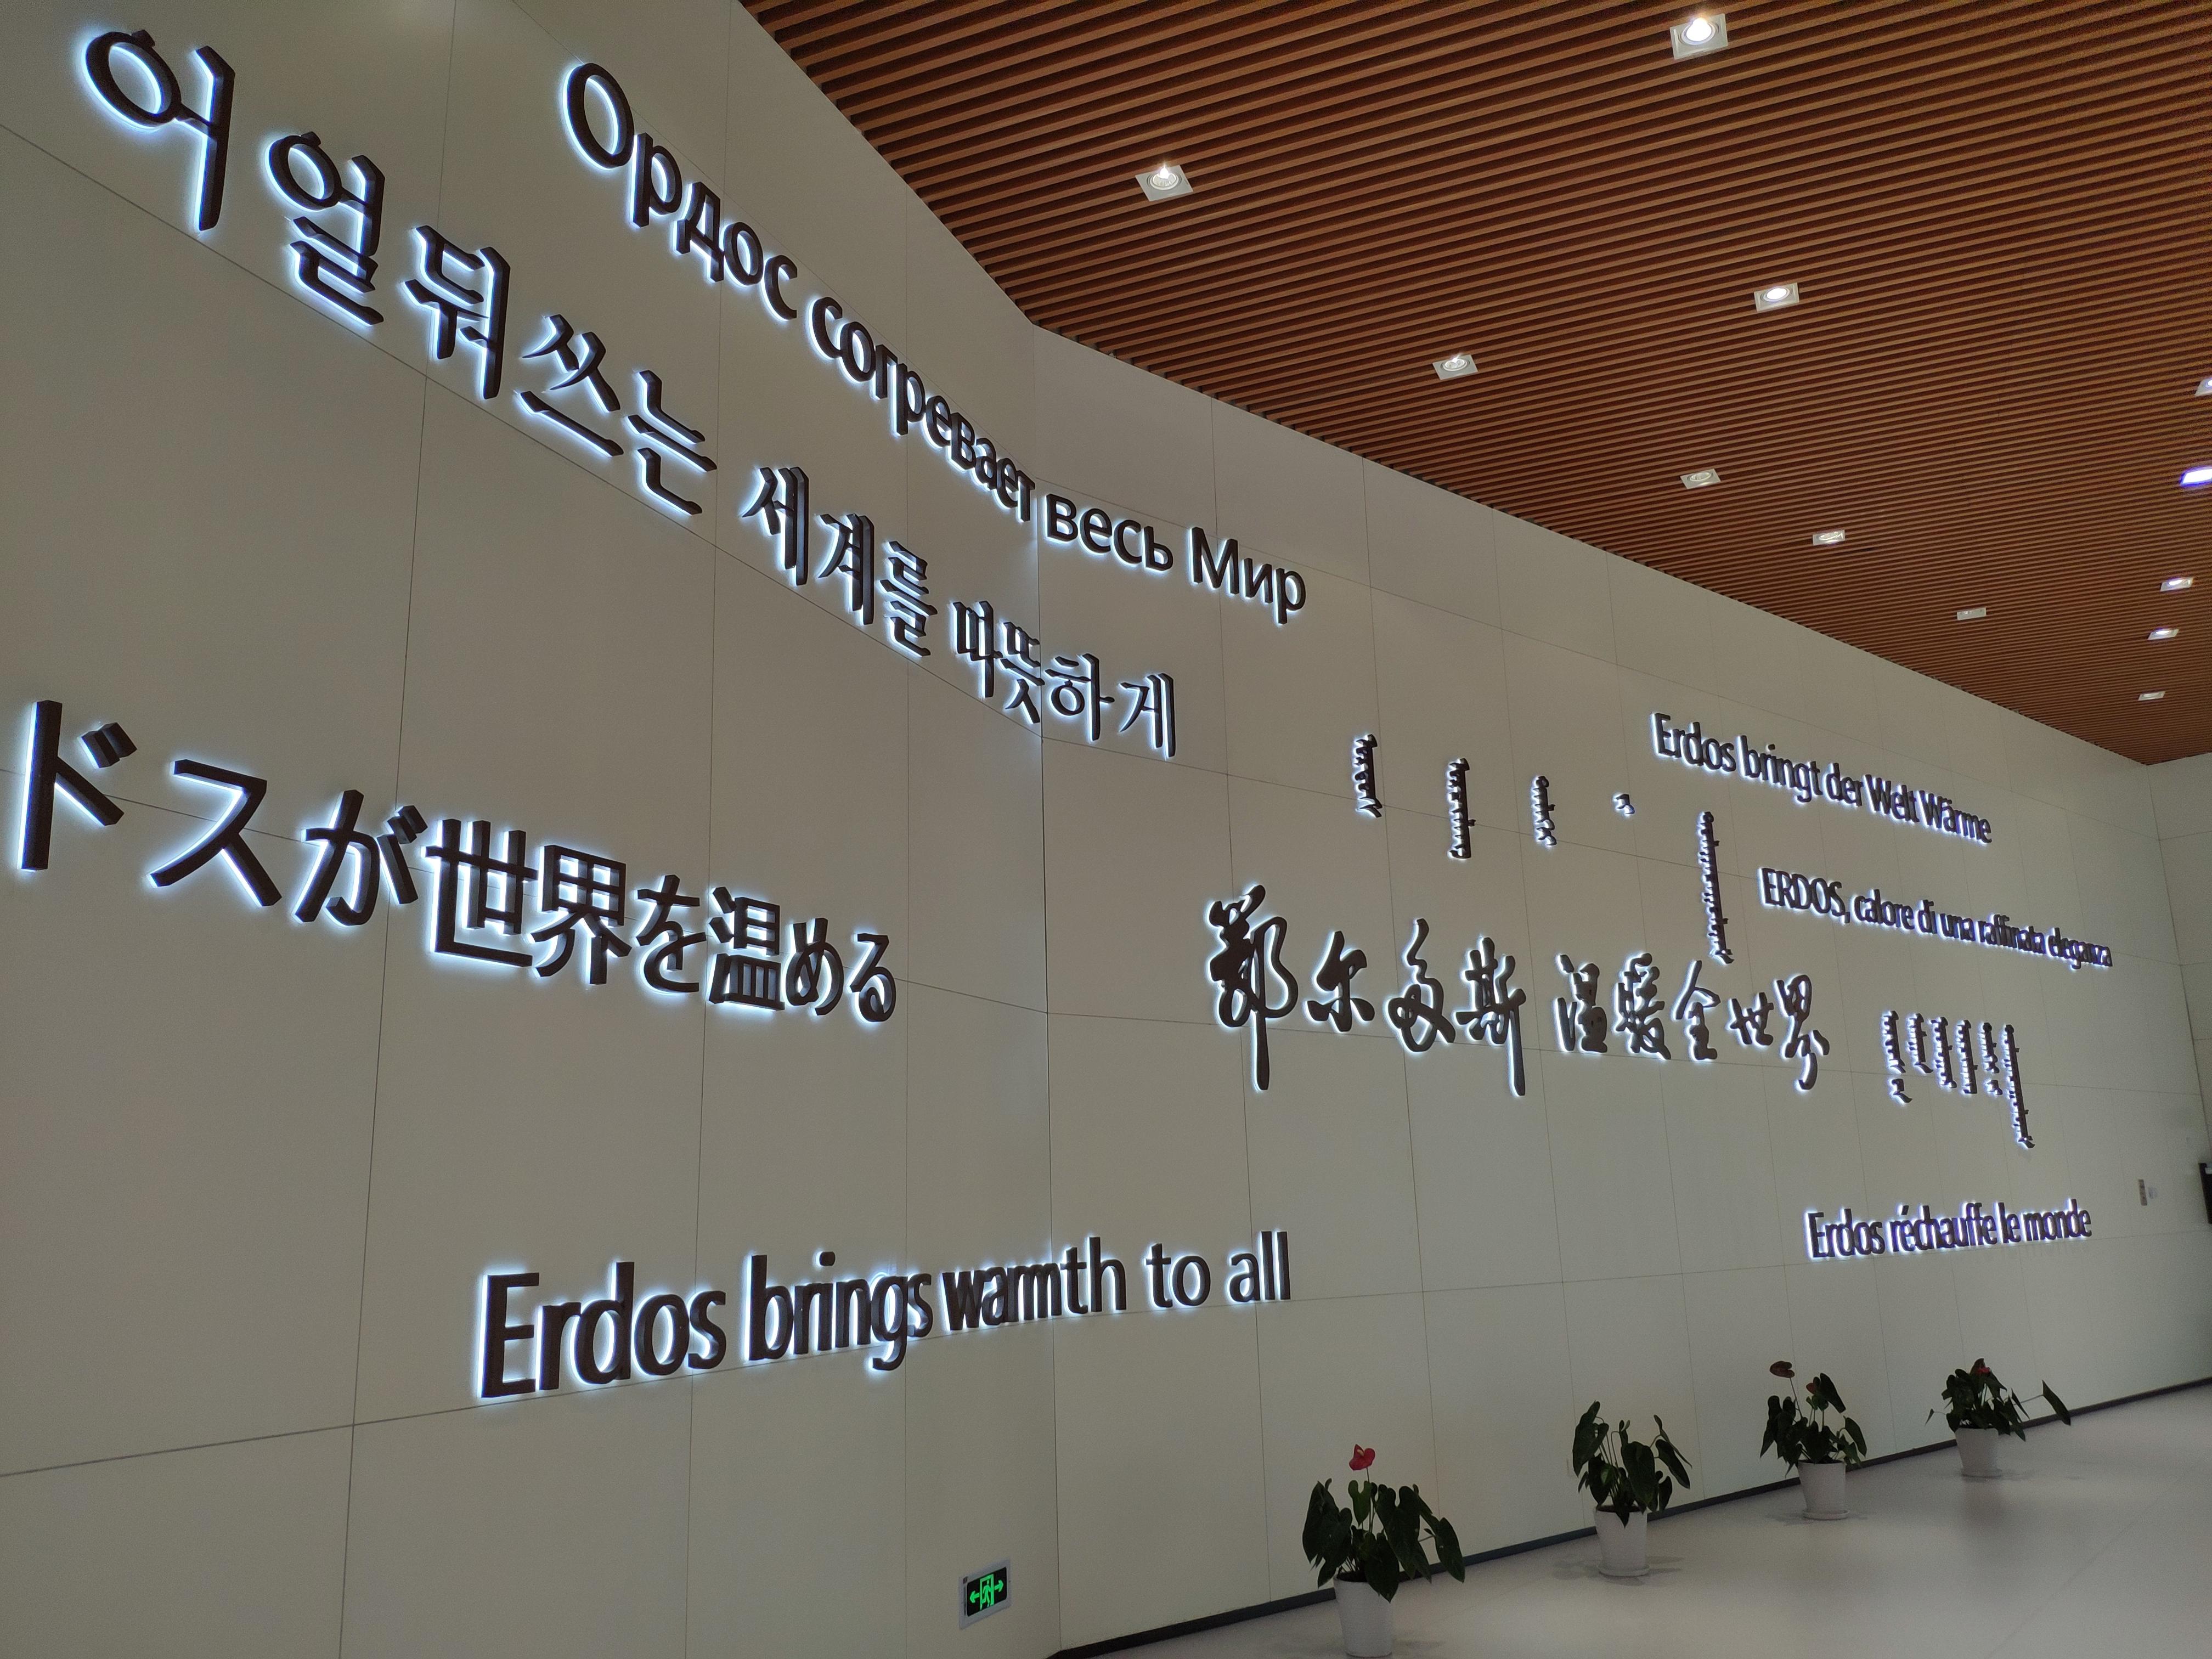 Ордос согревает весь Мир
어얼둬쓰는 세계를 따뜻하게
ドスが世界を温める
Erdos bringt der Welt Wärme
ERDOS, calore di una raffinata eleganza
鄂尔多斯 温暖全世界
Erdos réchauffe le monde
Erdos brings warmth to all